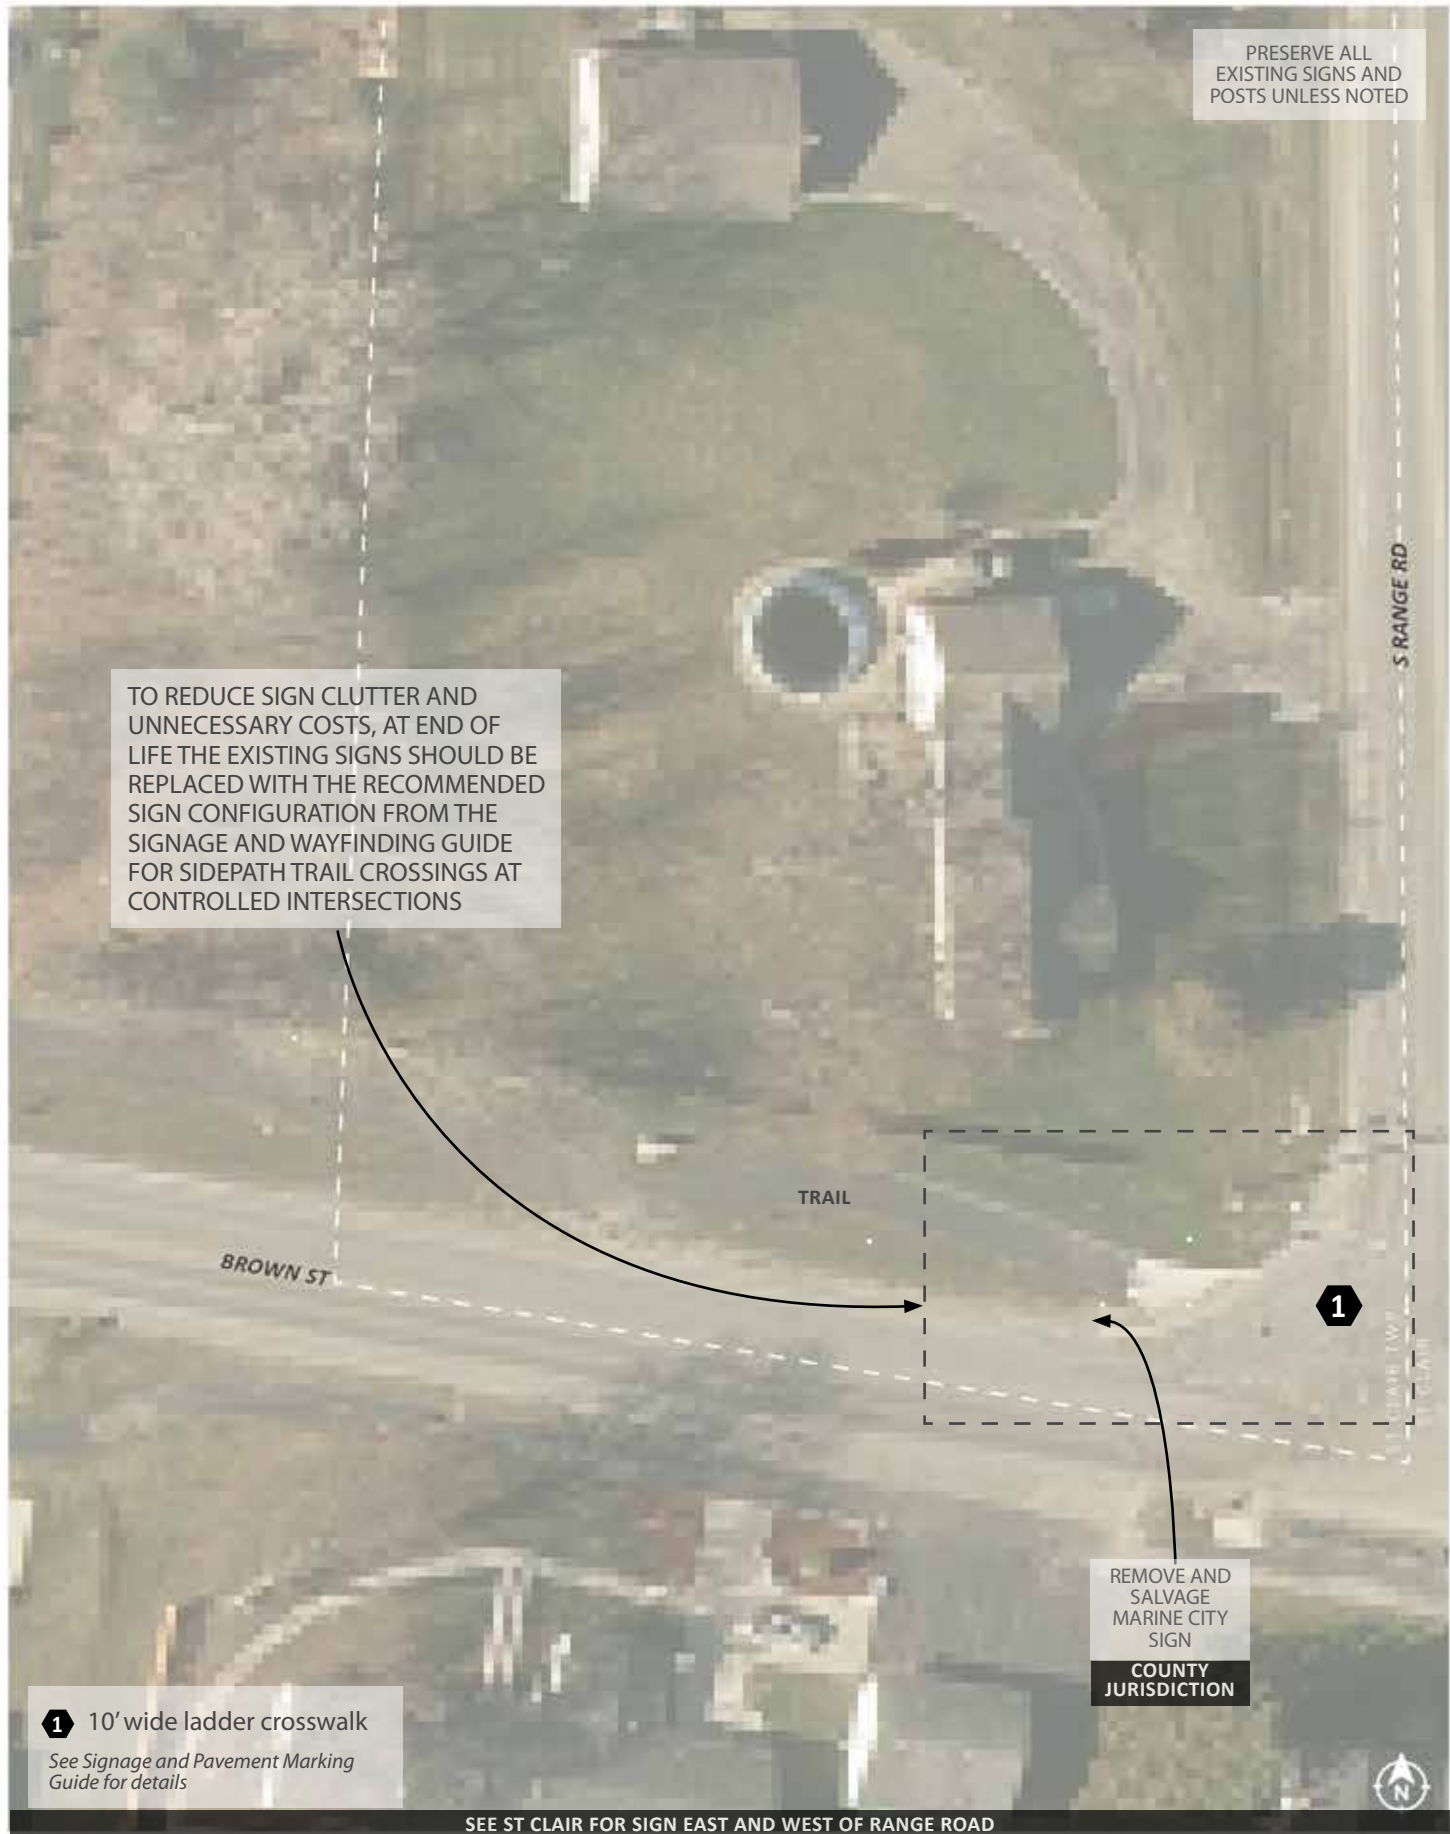 PRESERVE ALL
EXISTING SIGNS AND
POSTS UNLESS NOTED
S RANGE RD
TO REDUCE SIGN CLUTTER AND
UNNECESSARY COSTS, AT END OF
LIFE THE EXISTING SIGNS SHOULD BE
REPLACED WITH THE RECOMMENDED
SIGN CONFIGURATION FROM THE
SIGNAGE AND WAYFINDING GUIDE
FOR SIDEPATH TRAIL CROSSINGS AT
CONTROLLED INTERSECTIONS
TRAIL
BROWN ST
1
REMOVE AND
SALVAGE
MARINE CITY
SIGN
COUNTY
JURISDICTION
1 10' wide ladder crosswalk
See Signage and Pavement Marking
Guide for details
N
SEE ST CLAIR FOR SIGN EAST AND WEST OF RANGE ROAD